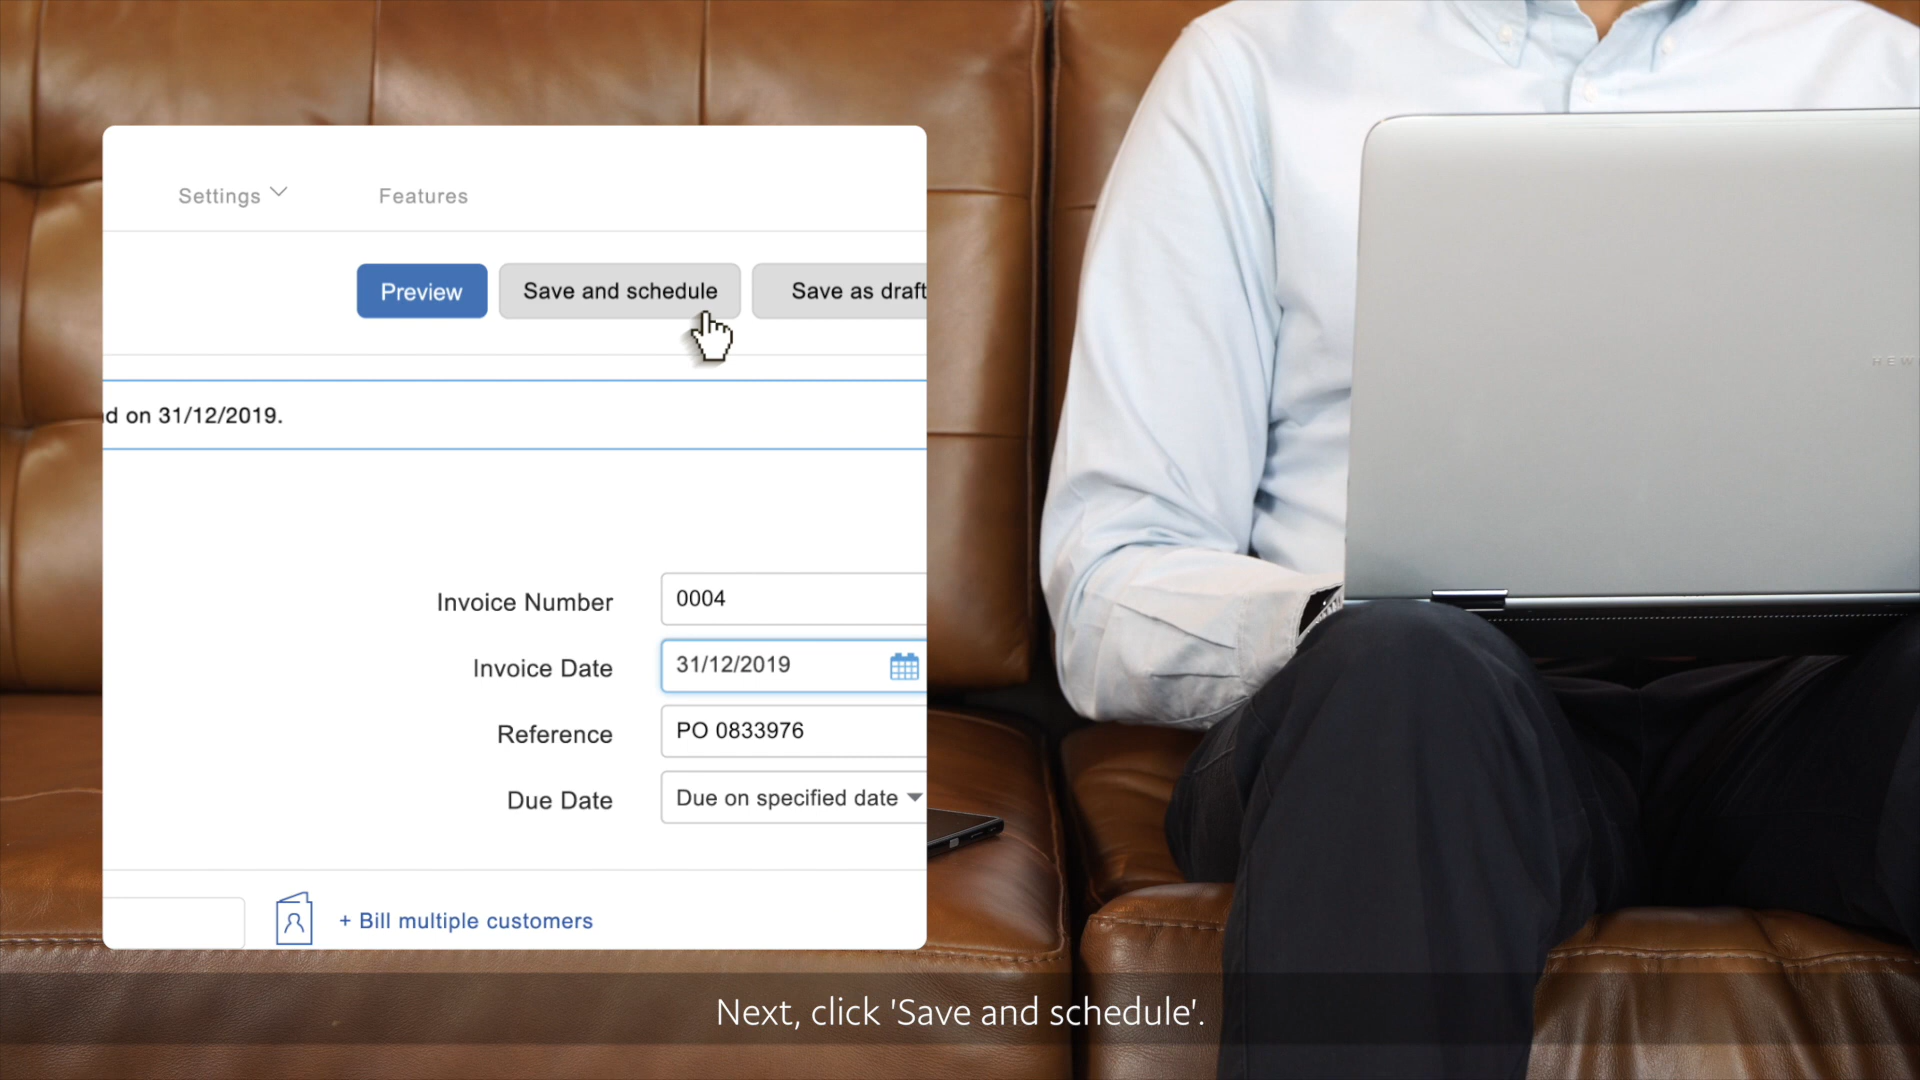 Settings
Features
Preview
Save and schedule
Save as draft
d on 31/12/2019.
Invoice Number
0004
Invoice Date
31/12/2019
Reference
PO 0833976
Due Date
Due on specified date
+ Bill multiple customers
HEW
Next, click 'Save and schedule'.